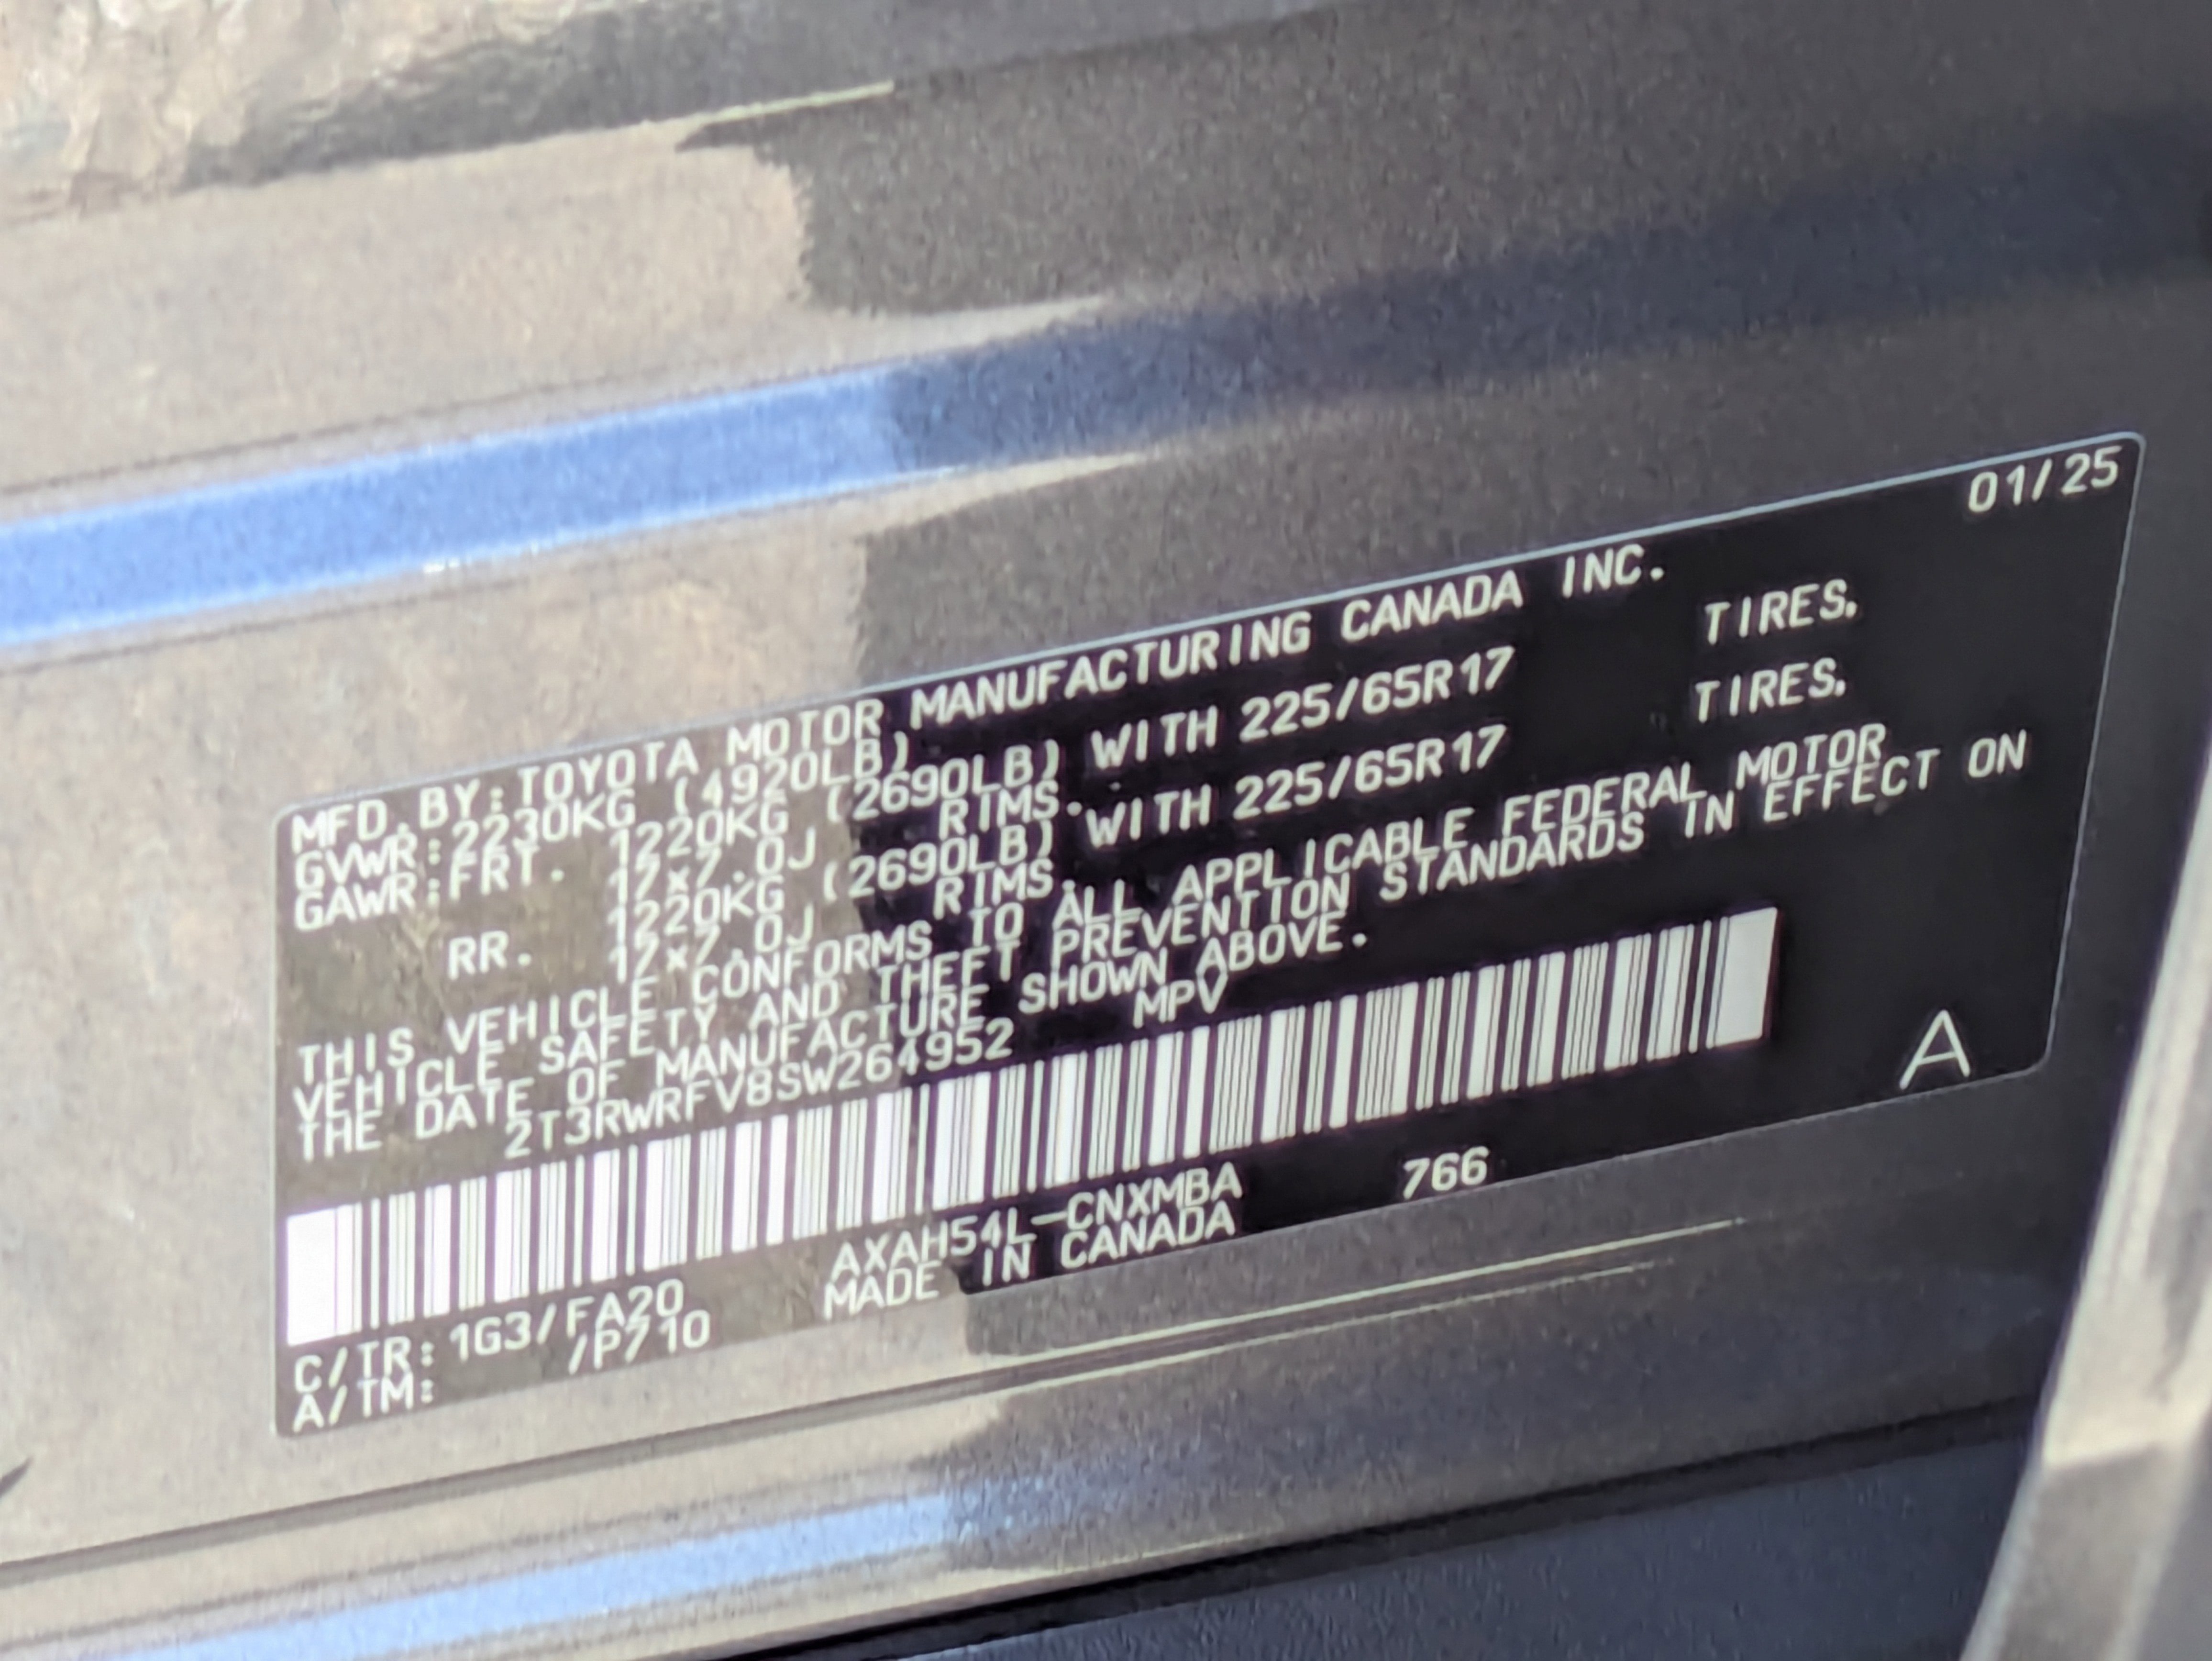 01/25
MFD.BY:TOYOTA MOTOR MANUFACTURING CANADA INC.
GVWR:2230KG (4920LB)
GAWR:FRT. 1220KG (2690LB) WITH 225/65R17 TIRES.
17x7.0J RIMS.
RR. 1220KG (2690LB) WITH 225/65R17 TIRES.
17x7.0J RIMS.
THIS VEHICLE CONFORMS TO ALL APPLICABLE FEDERAL MOTOR
VEHICLE SAFETY AND THEFT PREVENTION STANDARDS IN EFFECT ON
THE DATE OF MANUFACTURE SHOWN ABOVE.
2T3RWRFV8SW264952 MPV
A
C/TR: 1G3/FA20 AXAH54L-CNXMBA 766
A/TM: /P710 MADE IN CANADA